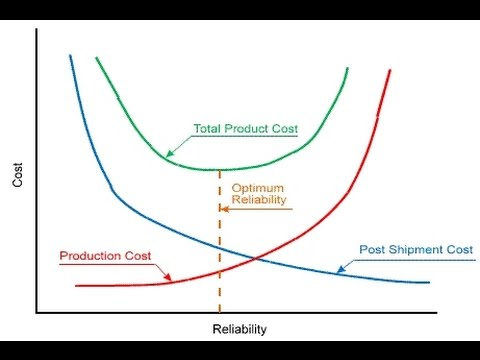 Total Product Cost
Optimum
Reliability
Cost
Production Cost
Post Shipment Cost
Reliability